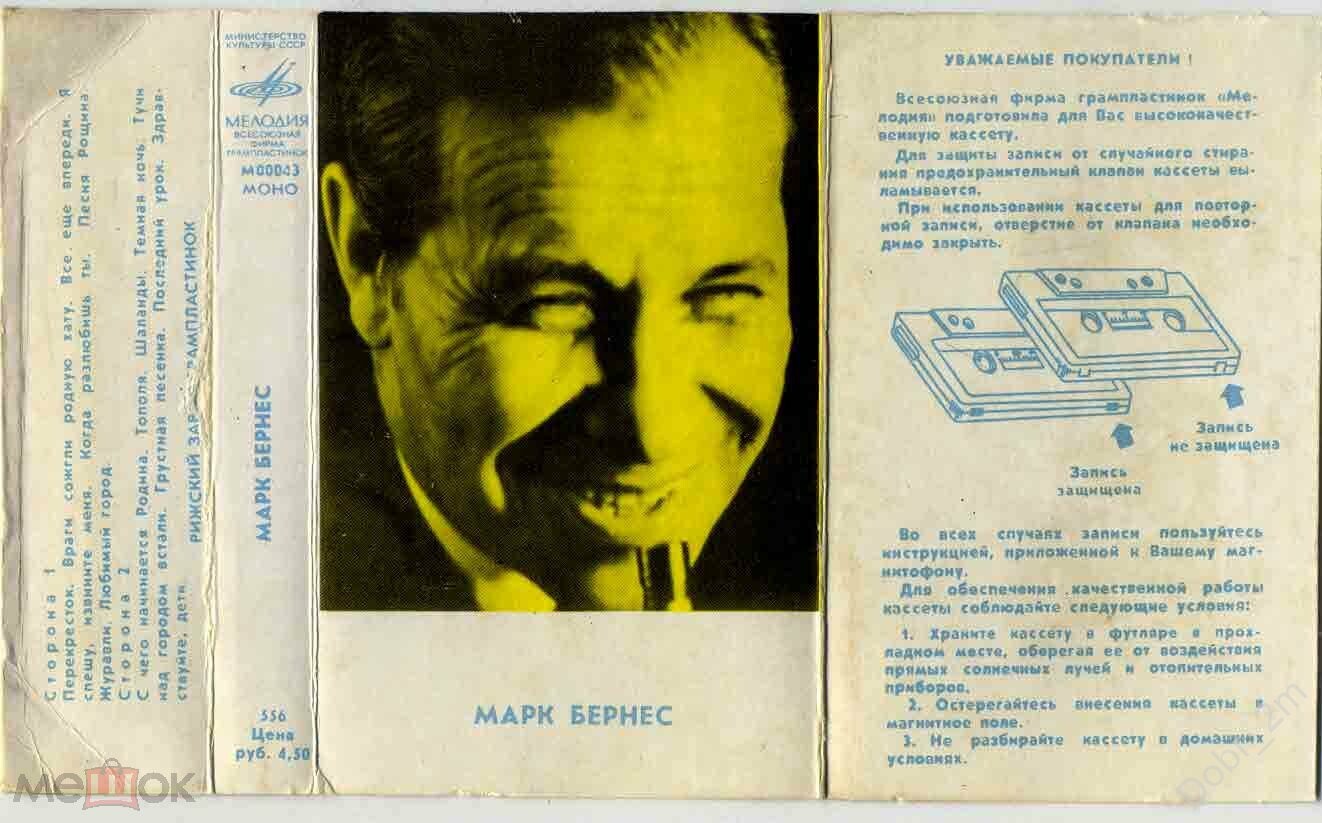 Сторона 1
Перекресток. Враги сожгли родную хату. Все еще впереди. Я
спешу, извините меня. Когда разлюбишь ты. Песня Рощина
Журавли. Любимый город.
Сторона 2
С чего начинается Родина. Тополя. Шаланды. Темная ночь. Тучи
над городом встали. Грустная песенка. Последний урок. Здрав-
ствуйте, дети.
РИЖСКИЙ ЗАВ РАМПЛАСТИНОК
МИНИСТЕРСТВО
КУЛЬТУРЫ СССР
МЕЛОДИЯ
ВСЕСОЮЗНАЯ
ФИРМА
ГРАМПЛАСТИНОК
М00043
МОНО
МАРК БЕРНЕС
556
Цена
руб. 4,50
МАРК БЕРНЕС
УВАЖАЕМЫЕ ПОКУПАТЕЛИ !
Всесоюзная фирма грампластинок «Ме-
лодия» подготовила для Вас высококачест-
венную кассету.
Для защиты записи от случайного стира-
ния предохранительный клапан кассеты вы-
ламывается.
При использовании кассеты для повтор-
ной записи, отверстие от клапана необхо-
димо закрыть.
Запись
не защищена
Запись
защищена
Во всех случаях записи пользуйтесь
инструкцией, приложенной к Вашему маг-
нитофону.
Для обеспечения качественной работы
кассеты соблюдайте следующие условия:
1. Храните кассету в футляре в прох-
ладном месте, оберегая ее от воздействия
прямых солнечных лучей и отопительных
приборов.
2. Остерегайтесь внесения кассеты в
магнитное поле.
3. Не разбирайте кассету в домашних
условиях.
мешок